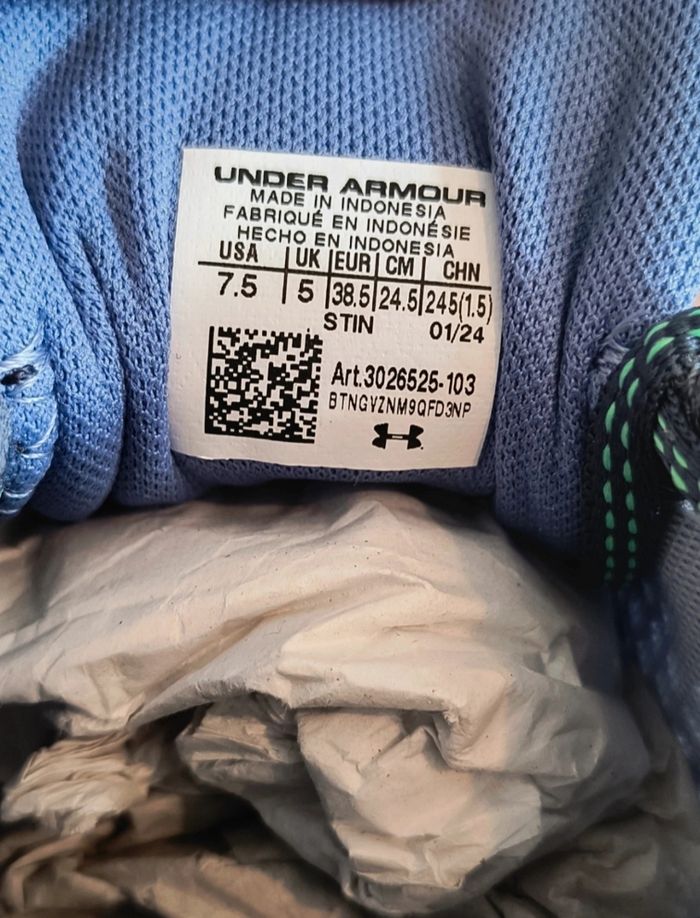 UNDER ARMOUR
MADE IN INDONESIA
FABRIQUÉ EN INDONÉSIE
HECHO EN INDONESIA
USA UK EUR CM CHN
7.5 5 38.5 24.5 245(1.5)
STIN 01/24
Art.3026525-103
BTNGVZNM9QFD3NP